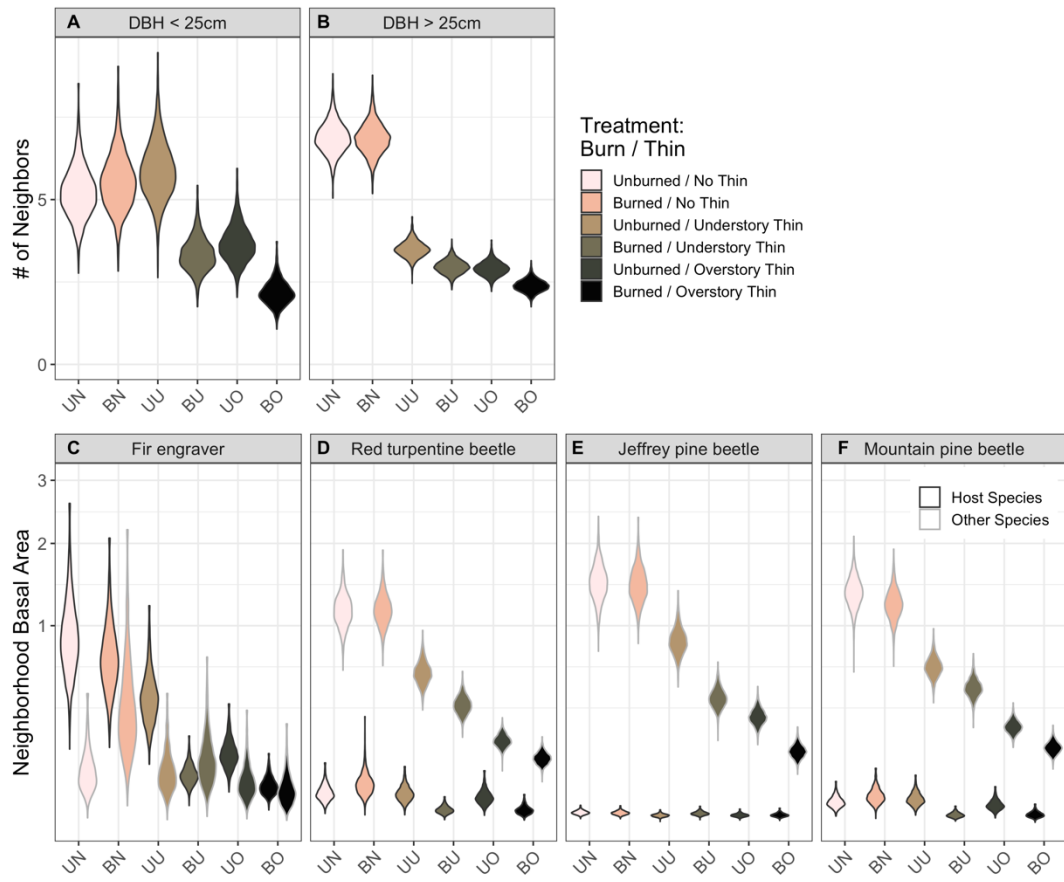 A DBH < 25cm
B DBH > 25cm
# of Neighbors
5
0
UN BN UU BU UO BO
UN BN UU BU UO BO
Treatment:
Burn / Thin
Unburned / No Thin
Burned / No Thin
Unburned / Understory Thin
Burned / Understory Thin
Unburned / Overstory Thin
Burned / Overstory Thin
C Fir engraver
D Red turpentine beetle
E Jeffrey pine beetle
F Mountain pine beetle
Neighborhood Basal Area
3
2
1
Host Species
Other Species
UN BN UU BU UO BO
UN BN UU BU UO BO
UN BN UU BU UO BO
UN BN UU BU UO BO